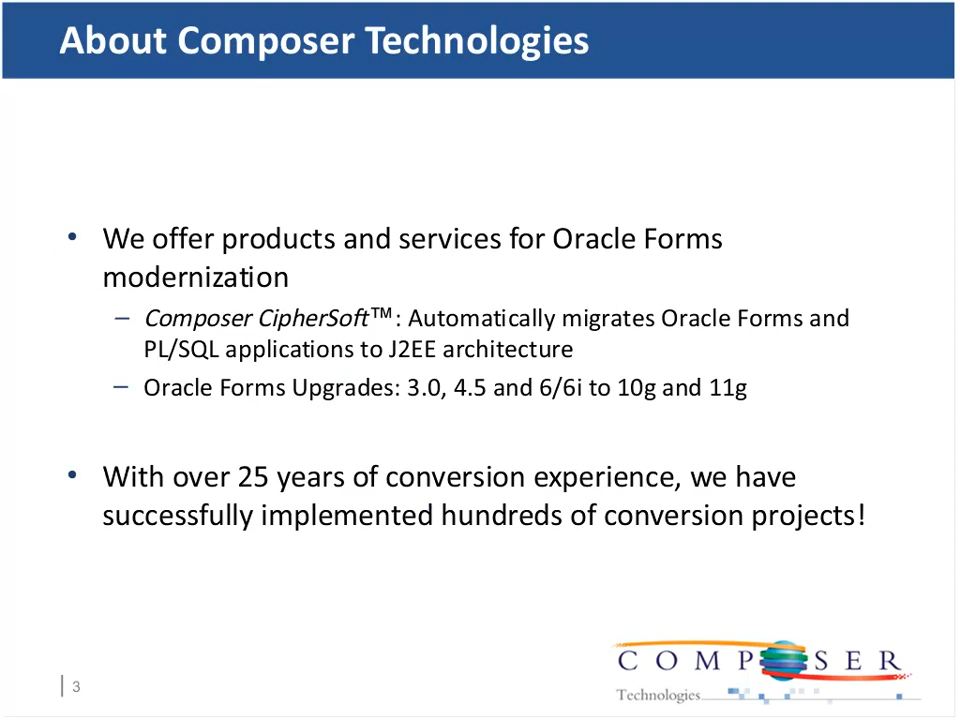 About Composer Technologies
• We offer products and services for Oracle Forms
modernization
– Composer CipherSoft™: Automatically migrates Oracle Forms and
PL/SQL applications to J2EE architecture
– Oracle Forms Upgrades: 3.0, 4.5 and 6/6i to 10g and 11g
• With over 25 years of conversion experience, we have
successfully implemented hundreds of conversion projects!
COMPOSER
Technologies
3